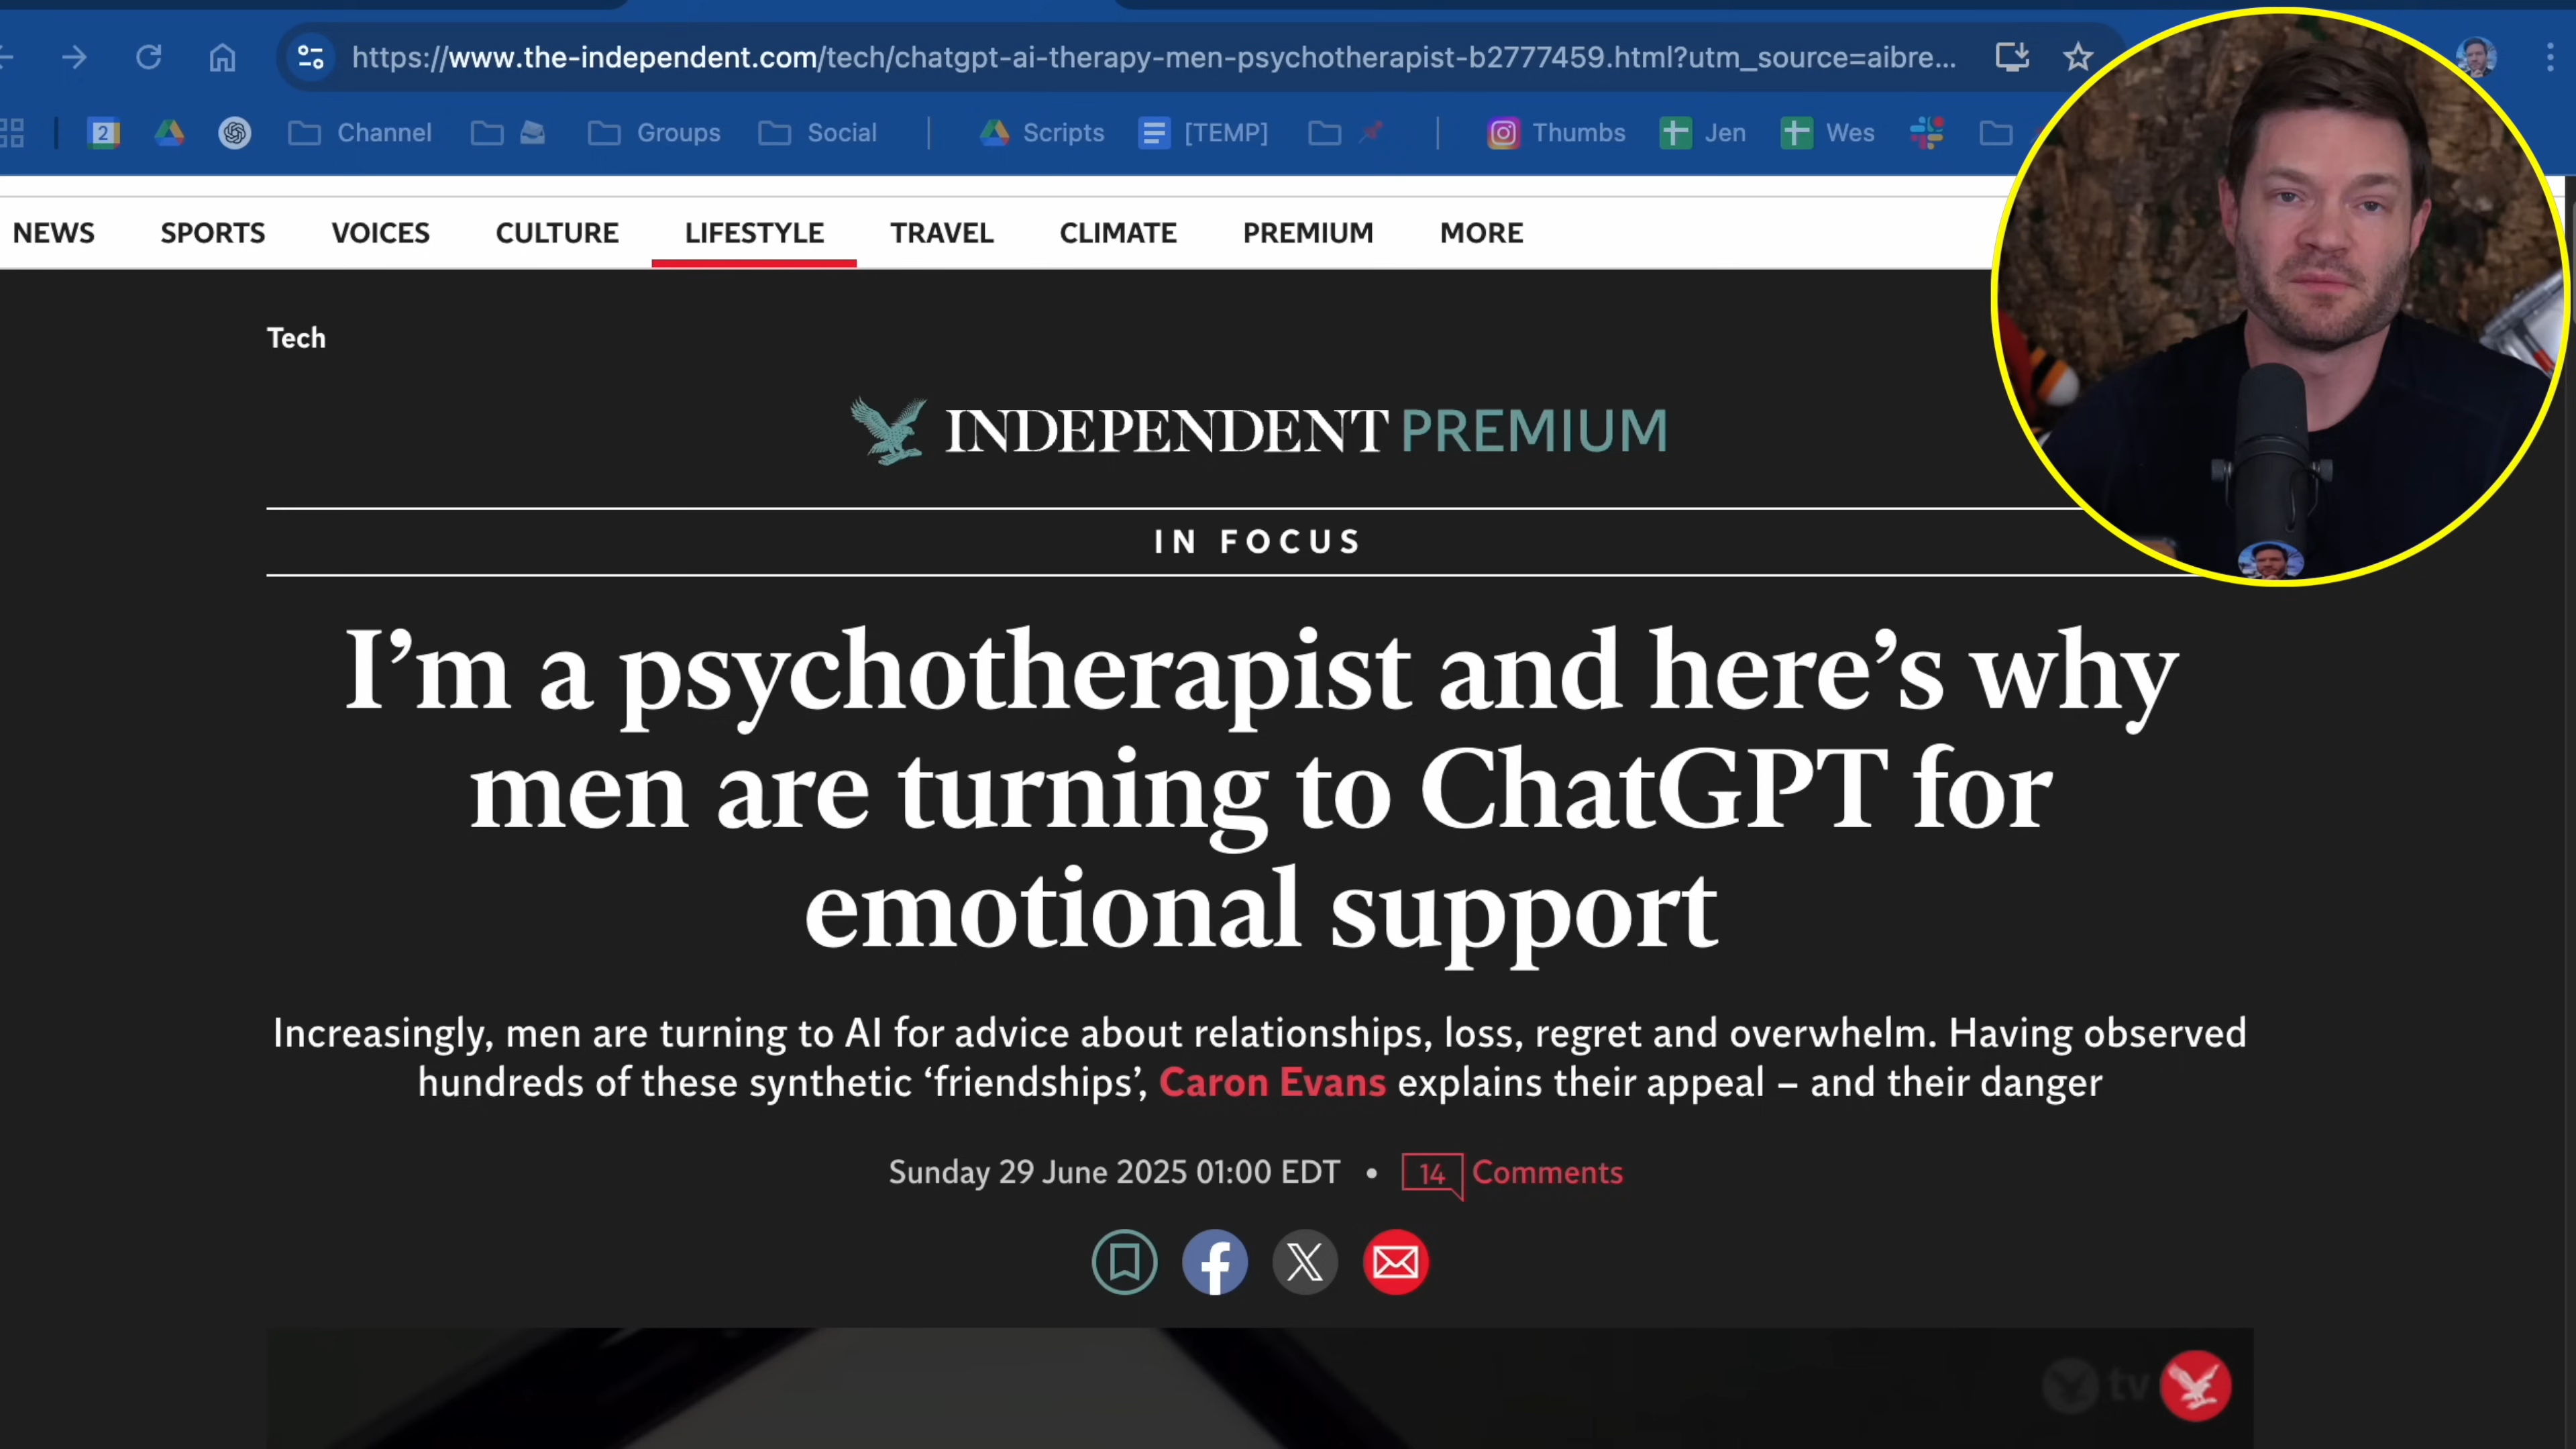 https://www.the-independent.com/tech/chatgpt-ai-therapy-men-psychotherapist-b2777459.html?utm_source=aibre...
2 Channel Groups Social Scripts [TEMP] Thumbs Jen Wes
NEWS SPORTS VOICES CULTURE LIFESTYLE TRAVEL CLIMATE PREMIUM MORE
Tech
INDEPENDENT PREMIUM
IN FOCUS
I’m a psychotherapist and here’s why
men are turning to ChatGPT for
emotional support
Increasingly, men are turning to AI for advice about relationships, loss, regret and overwhelm. Having observed
hundreds of these synthetic ‘friendships’, Caron Evans explains their appeal – and their danger
Sunday 29 June 2025 01:00 EDT • 14 Comments
tv